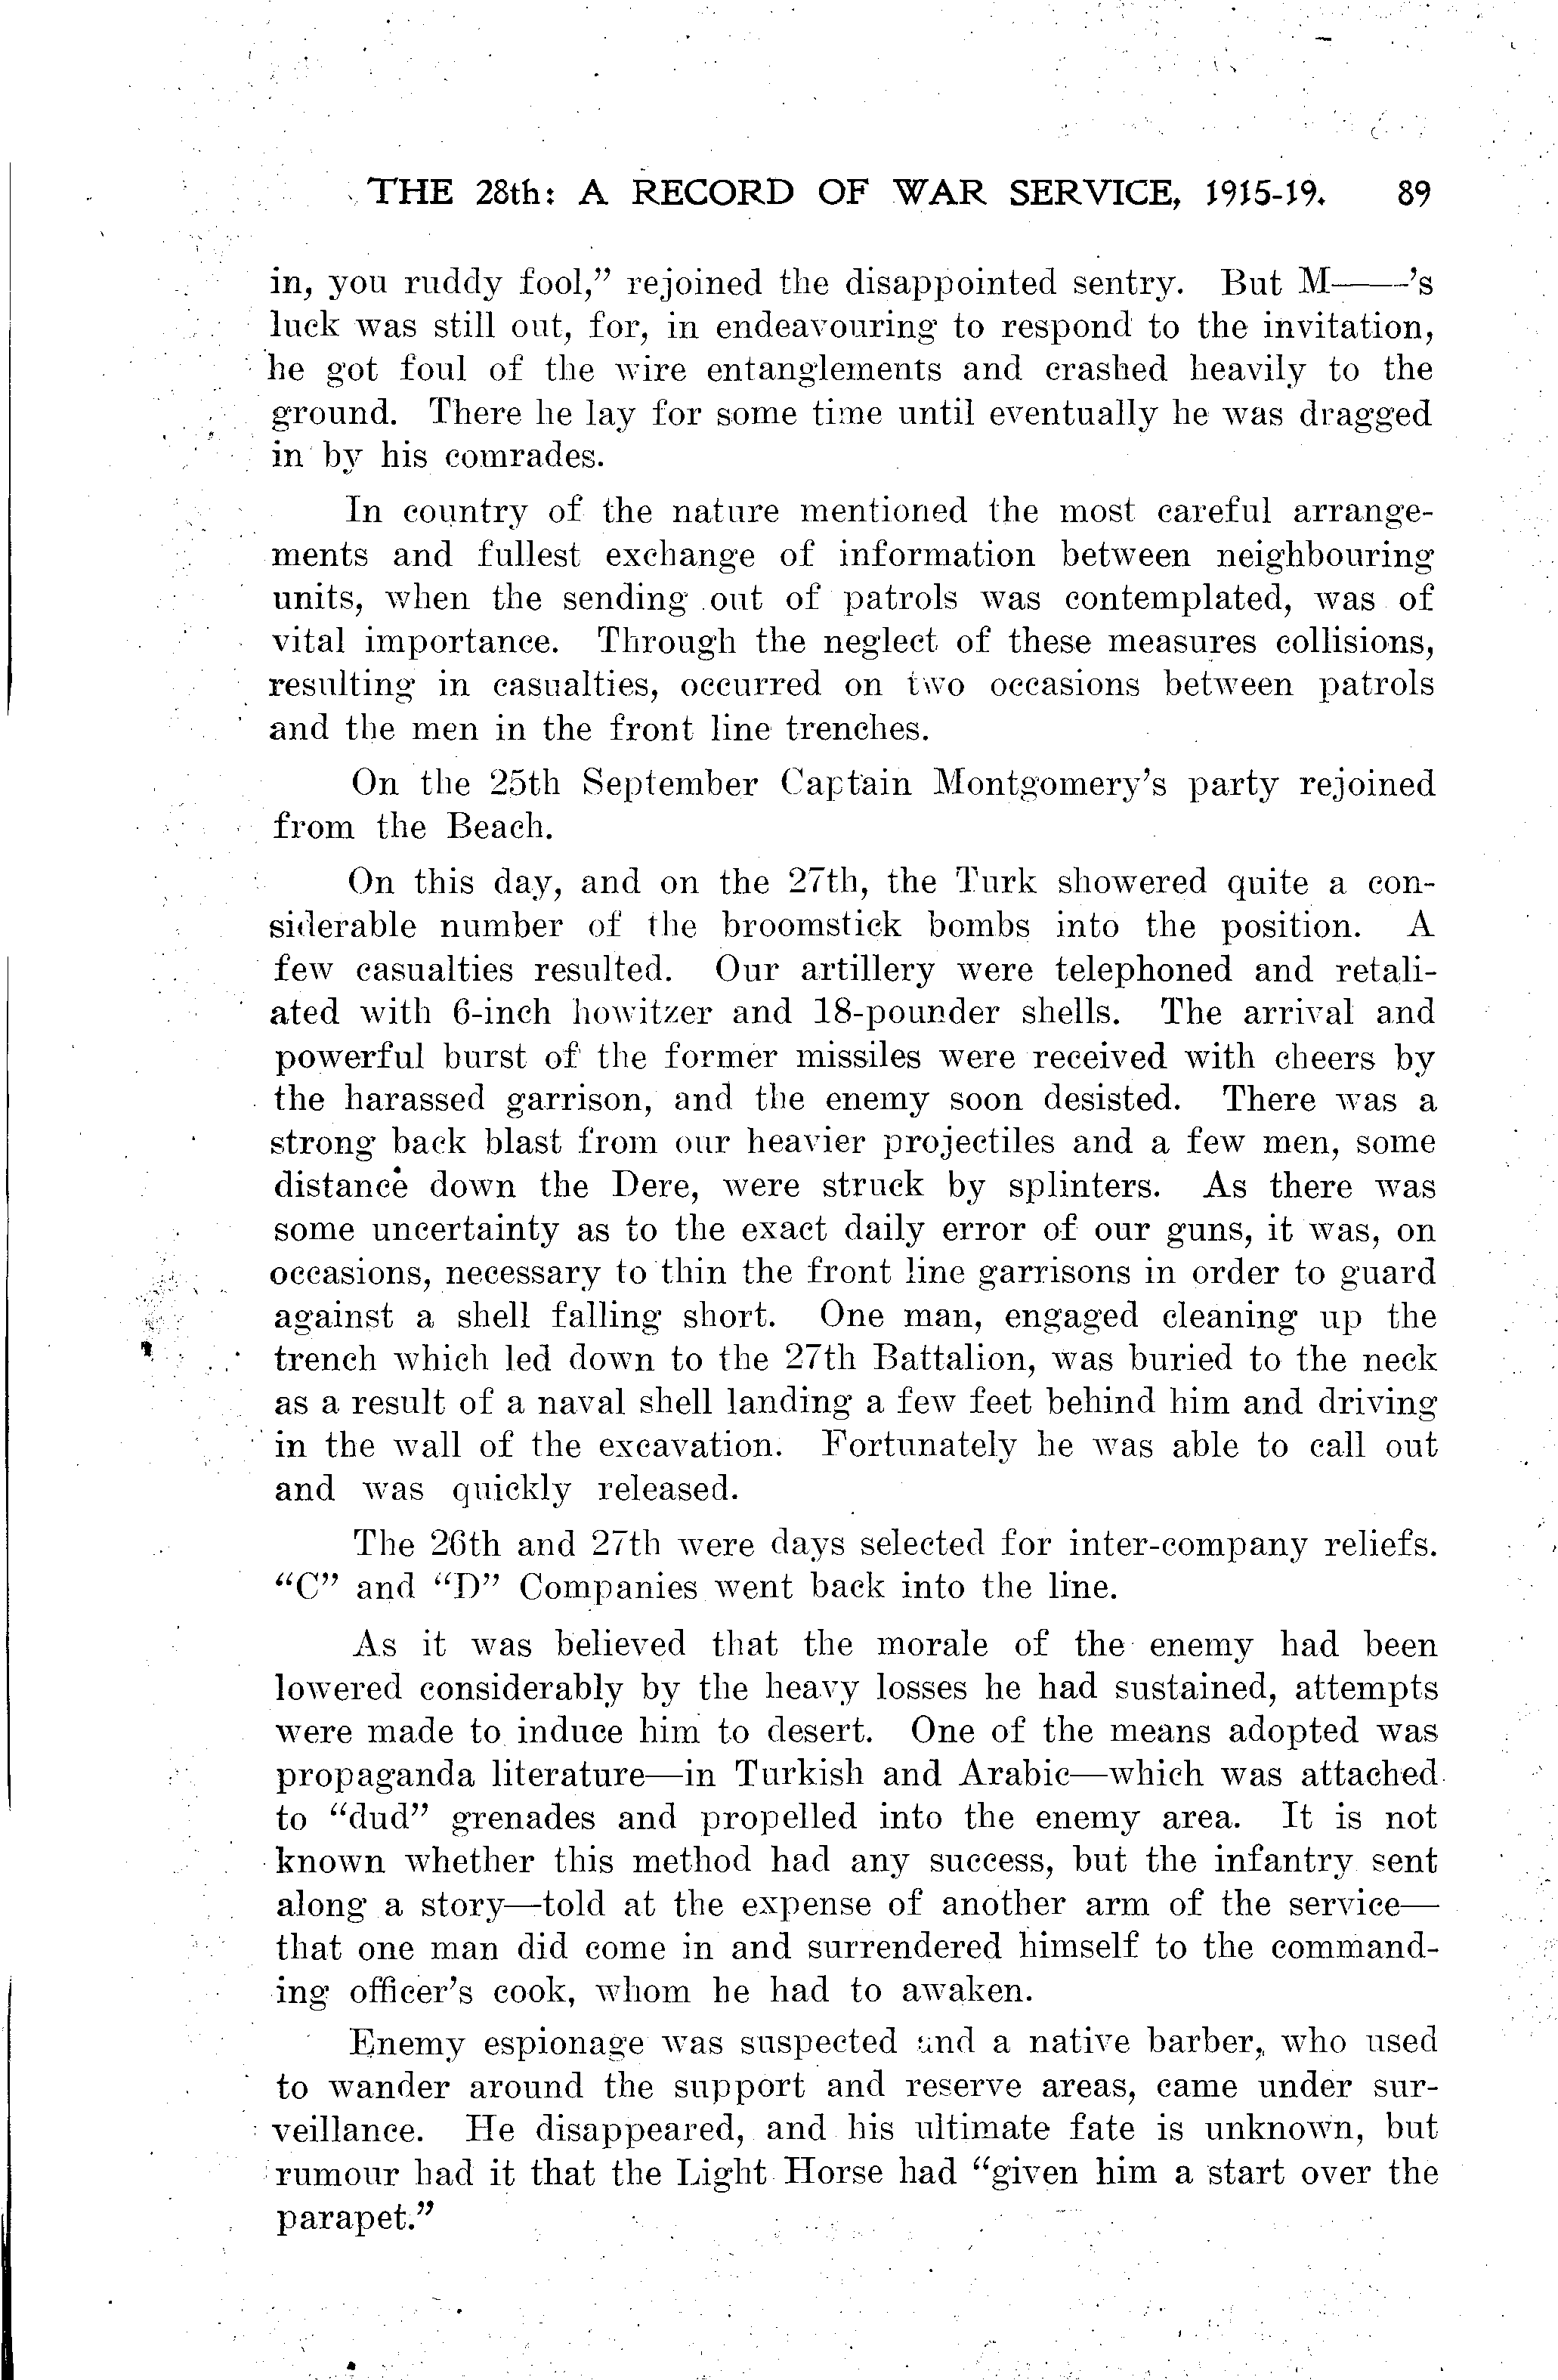 THE 28th: A RECORD OF WAR SERVICE, 1915-19. 89
in, you ruddy fool,” rejoined the disappointed sentry. But M——’s
luck was still out, for, in endeavouring to respond to the invitation,
he got foul of the wire entanglements and crashed heavily to the
ground. There he lay for some time until eventually he was dragged
in by his comrades.
In country of the nature mentioned the most careful arrange-
ments and fullest exchange of information between neighbouring
units, when the sending out of patrols was contemplated, was of
vital importance. Through the neglect of these measures collisions,
resulting in casualties, occurred on two occasions between patrols
and the men in the front line trenches.
On the 25th September Captain Montgomery’s party rejoined
from the Beach.
On this day, and on the 27th, the Turk showered quite a con-
siderable number of the broomstick bombs into the position. A
few casualties resulted. Our artillery were telephoned and retali-
ated with 6-inch howitzer and 18-pounder shells. The arrival and
powerful burst of the former missiles were received with cheers by
the harassed garrison, and the enemy soon desisted. There was a
strong back blast from our heavier projectiles and a few men, some
distance down the Dere, were struck by splinters. As there was
some uncertainty as to the exact daily error of our guns, it was, on
occasions, necessary to thin the front line garrisons in order to guard
against a shell falling short. One man, engaged cleaning up the
trench which led down to the 27th Battalion, was buried to the neck
as a result of a naval shell landing a few feet behind him and driving
in the wall of the excavation. Fortunately he was able to call out
and was quickly released.
The 26th and 27th were days selected for inter-company reliefs.
“C” and “D” Companies went back into the line.
As it was believed that the morale of the enemy had been
lowered considerably by the heavy losses he had sustained, attempts
were made to induce him to desert. One of the means adopted was
propaganda literature—in Turkish and Arabic—which was attached
to “dud” grenades and propelled into the enemy area. It is not
known whether this method had any success, but the infantry sent
along a story—told at the expense of another arm of the service—
that one man did come in and surrendered himself to the command-
ing officer’s cook, whom he had to awaken.
Enemy espionage was suspected and a native barber, who used
to wander around the support and reserve areas, came under sur-
veillance. He disappeared, and his ultimate fate is unknown, but
rumour had it that the Light Horse had “given him a start over the
parapet.”